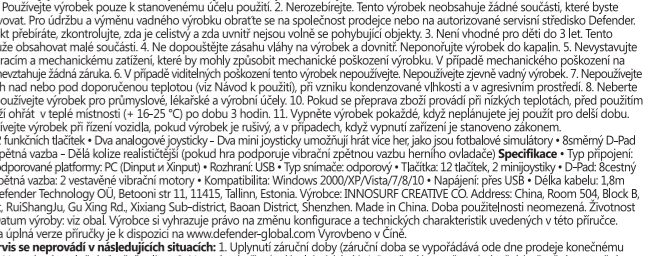 Používejte výrobek pouze k stanovenému účelu použití. 2. Nerozebírejte. Tento výrobek neobsahuje žádné součásti, které byste
vovat. Pro údržbu a výměnu vadného výrobku obraťte se na společnost prodejce nebo na autorizované servisní středisko Defender.
kt přebíráte, zkontrolujte, zda je celistvý a zda uvnitř nejsou volně se pohybující objekty. 3. Není vhodné pro děti do 3 let. Tento
ůže obsahovat malé součásti. 4. Ne dopouštějte zásahu vláhy na výrobek a dovnitř. Neponořujte výrobek do kapalin. 5. Nevystavujte
racím a mechanickému zatížení, které by mohly způsobit mechanické poškození výrobku. V případě mechanického poškození na
nevztahuje žádná záruka. 6. V případě viditelných poškození tento výrobek nepoužívejte. Nepoužívejte zjevně vadný výrobek. 7. Nepoužívejte
ch nad nebo pod doporučenou teplotou (viz Návod k použití), při vzniku kondenzované vlhkosti a v agresivním prostředí. 8. Neberte
oužívejte výrobek pro průmyslové, lékařské a výrobní účely. 10. Pokud se přeprava zboží provádí při nízkých teplotách, před použitím
ží ohřát v teplé místnosti (+ 16-25 °C) po dobu 3 hodin. 11. Vypněte výrobek pokaždé, když neplánujete jej použít pro delší dobu.
ívejte výrobek při řízení vozidla, pokud výrobek je rušivý, a v případech, kdy vypnutí zařízení je stanoveno zákonem.
2 funkčních tlačitek • Dva analogové joysticky - Dva mini joysticky umožňují hrát více her, jako jsou fotbalové simulátory • 8směrný D-Pad
pětná vazba – Dělá kolize realističtější (pokud hra podporuje vibrační zpětnou vazbu herního ovladače) Specifikace • Typ připojení:
odporované platformy: PC (Dinput и Xinput) • Rozhraní: USB • Typ snímače: odporový • Tlačítka: 12 tlačítek, 2 minijoystiky • D-Pad: 8cestný
pětná vazba: 2 vestavěné vibrační motory • Kompatibilita: Windows 2000/XP/Vista/7/8/10 • Napájení: přes USB • Délka kabelu: 1,8m
efender Technology OÜ, Betooni str 11, 11415, Tallinn, Estonia. Výrobce: INNOSURF CREATIVE CO. Address: China, Room 504, Block B,
, RuiShangJu, Gu Xing Rd., Xixiang Sub-district, Baoan District, Shenzhen. Made in China. Doba použitelnosti neomezená. Životnost
Datum výroby: viz obal. Výrobce si vyhrazuje právo na změnu konfigurace a technických charakteristik uvedených v této příručce.
a úplná verze příručky je k dispozici na www.defender-global.com Vyrobveno v Číně.
rvis se neprovádí v následujících situacích: 1. Uplynutí záruční doby (záruční doba se vypořádává ode dne prodeje konečnému